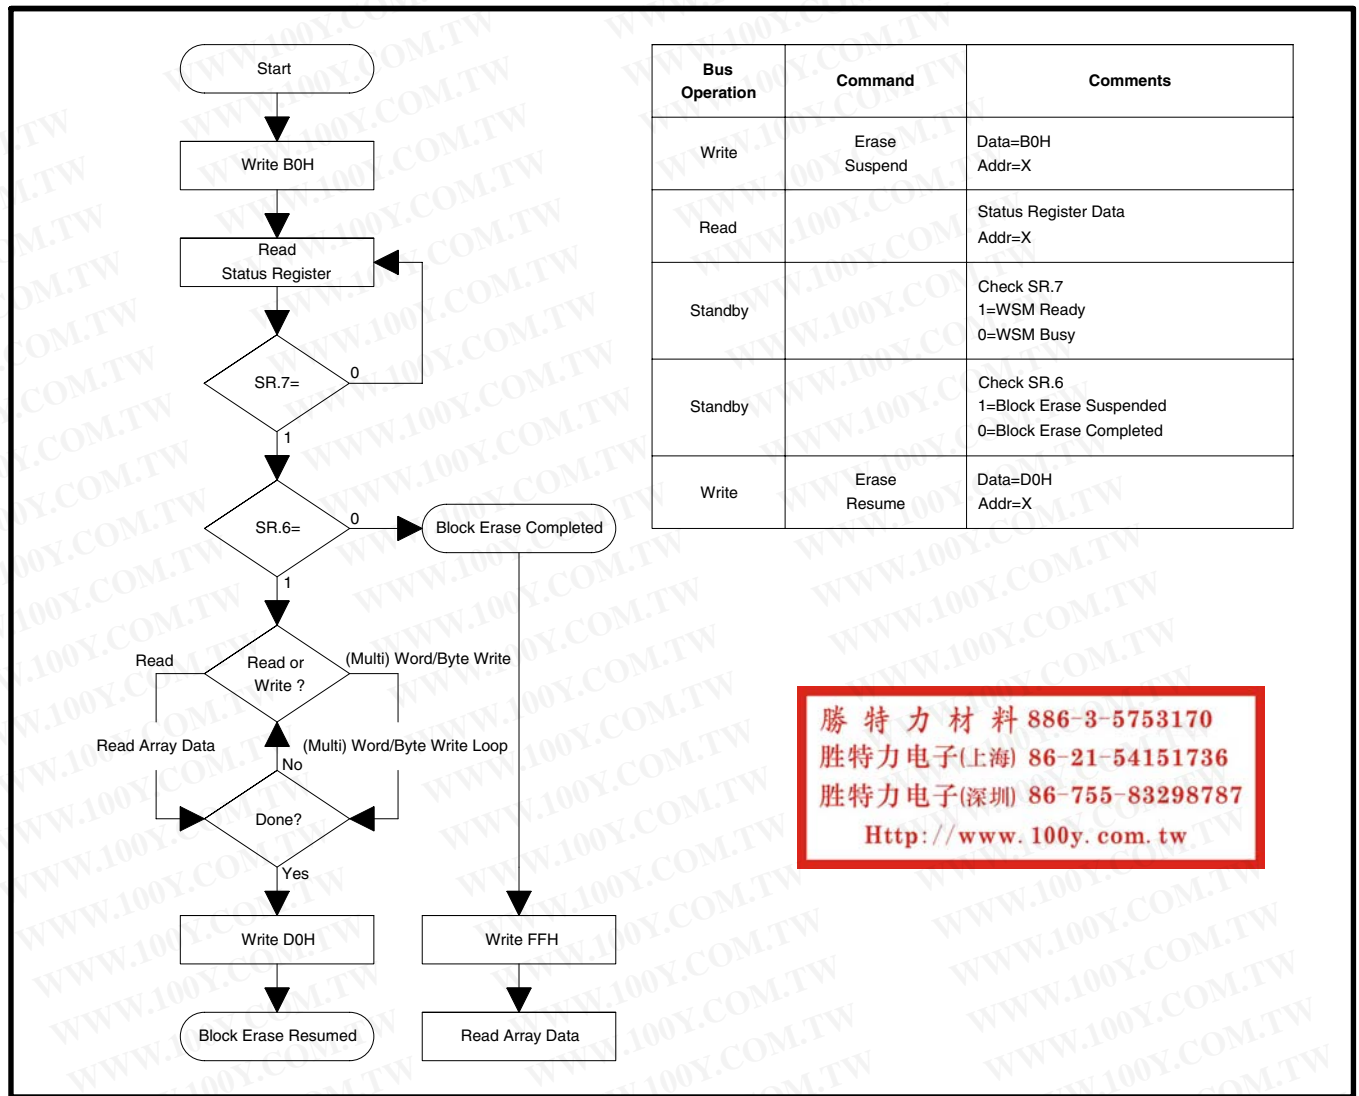 Start
Write B0H
Read
Status Register
SR.7=
0
1
SR.6=
0
Block Erase Completed
1
Read or
Write ?
Read
(Multi) Word/Byte Write
Read Array Data
(Multi) Word/Byte Write Loop
No
Done?
Yes
Write D0H
Write FFH
Block Erase Resumed
Read Array Data
Bus
Operation
Command
Comments
Write
Erase
Suspend
Data=B0H
Addr=X
Read
Status Register Data
Addr=X
Standby
Check SR.7
1=WSM Ready
0=WSM Busy
Standby
Check SR.6
1=Block Erase Suspended
0=Block Erase Completed
Write
Erase
Resume
Data=D0H
Addr=X
勝 特 力 材 料 886-3-5753170
胜特力电子(上海) 86-21-54151736
胜特力电子(深圳) 86-755-83298787
Http://www.100y.com.tw
WWW.100Y.COM.TW